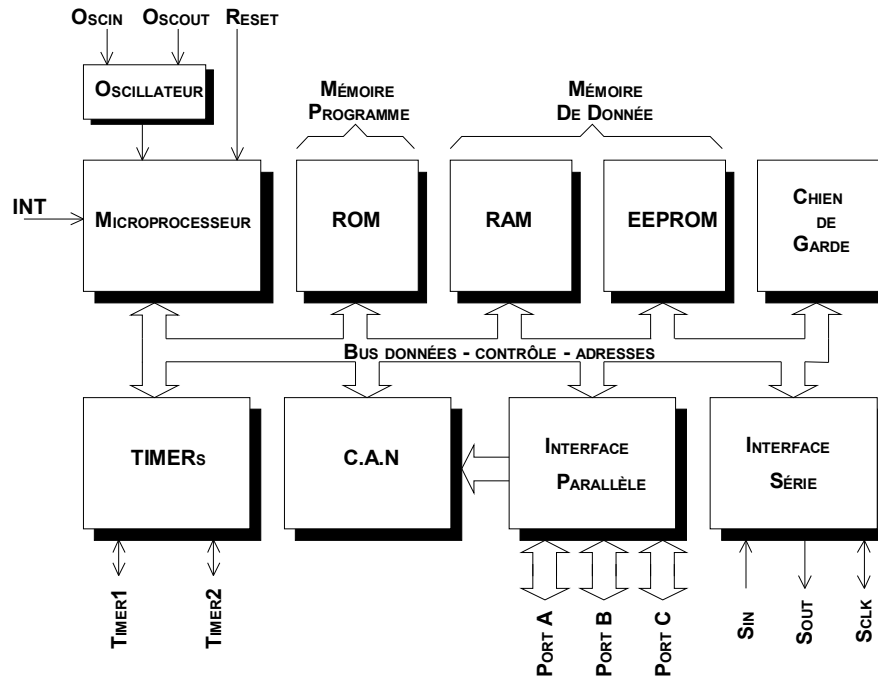 OSCIN OSCOUT RESET
OSCILLATEUR
MÉMOIRE
PROGRAMME
MÉMOIRE
DE DONNÉE
INT
MICROPROCESSEUR
ROM
RAM
EEPROM
CHIEN
DE
GARDE
BUS DONNÉES - CONTRÔLE - ADRESSES
TIMERS
C.A.N
INTERFACE
PARALLÈLE
INTERFACE
SÉRIE
TIMER1
TIMER2
PORT A
PORT B
PORT C
SIN
SOUT
SCLK